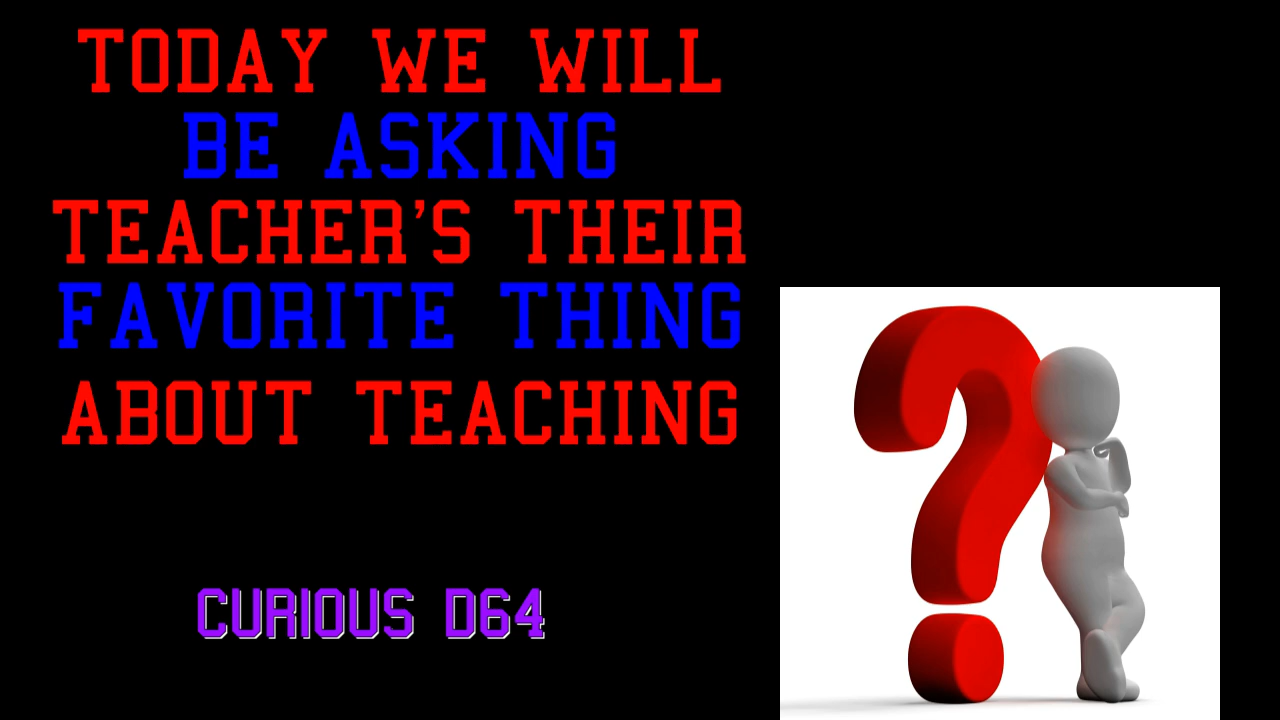 TODAY WE WILL
BE ASKING
TEACHER'S THEIR
FAVORITE THING
ABOUT TEACHING
CURIOUS D64